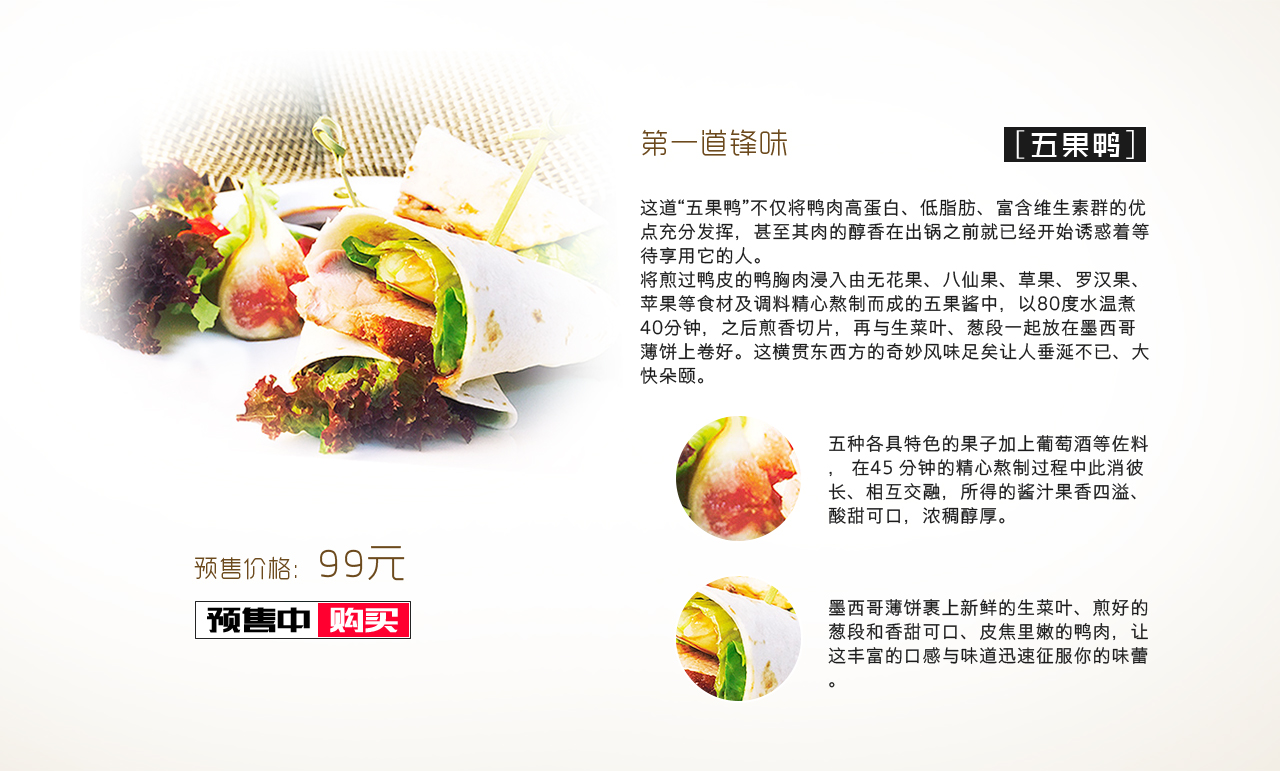 第一道锋味
[五果鸭]
这道“五果鸭”不仅将鸭肉高蛋白、低脂肪、富含维生素群的优
点充分发挥，甚至其肉的醇香在出锅之前就已经开始诱惑着等
待享用它的人。
将煎过鸭皮的鸭胸肉浸入由无花果、八仙果、草果、罗汉果、
苹果等食材及调料精心熬制而成的五果酱中，以80度水温煮
40分钟，之后煎香切片，再与生菜叶、葱段一起放在墨西哥
薄饼上卷好。这横贯东西方的奇妙风味足矣让人垂涎不已、大
快朵颐。
五种各具特色的果子加上葡萄酒等佐料
， 在45 分钟的精心熬制过程中此消彼
长、相互交融，所得的酱汁果香四溢、
酸甜可口，浓稠醇厚。
墨西哥薄饼裹上新鲜的生菜叶、煎好的
葱段和香甜可口、皮焦里嫩的鸭肉，让
这丰富的口感与味道迅速征服你的味蕾
。
预售价格：99元
预售中 购买